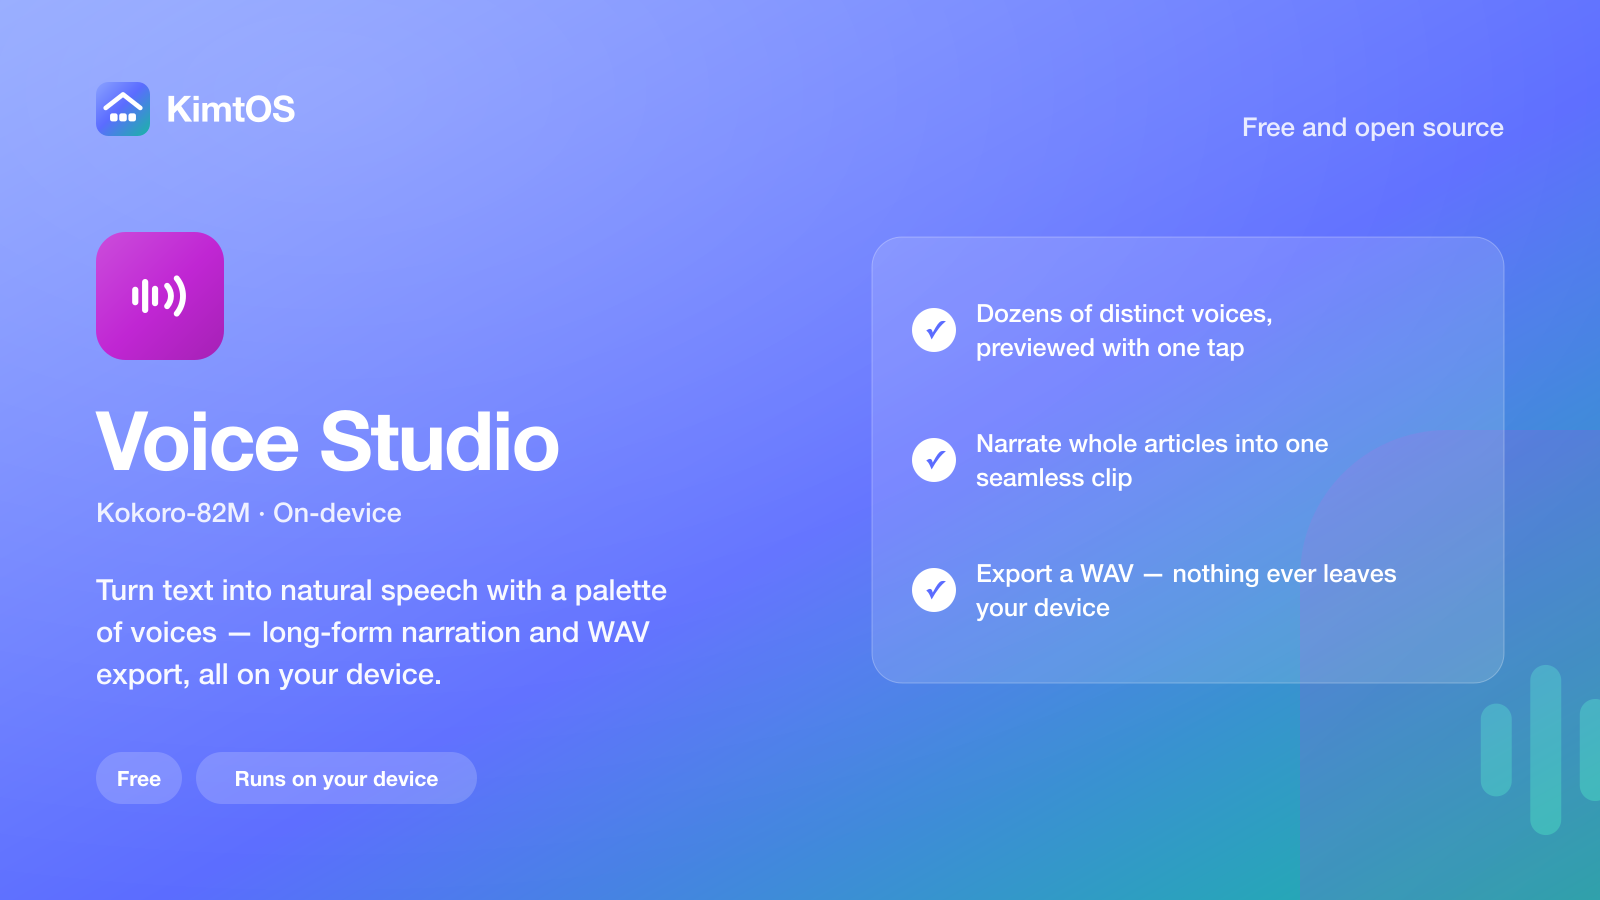 KimtOS
Free and open source
Voice Studio
Kokoro-82M · On-device
Turn text into natural speech with a palette
of voices — long-form narration and WAV
export, all on your device.
Free
Runs on your device
Dozens of distinct voices,
previewed with one tap
Narrate whole articles into one
seamless clip
Export a WAV — nothing ever leaves
your device